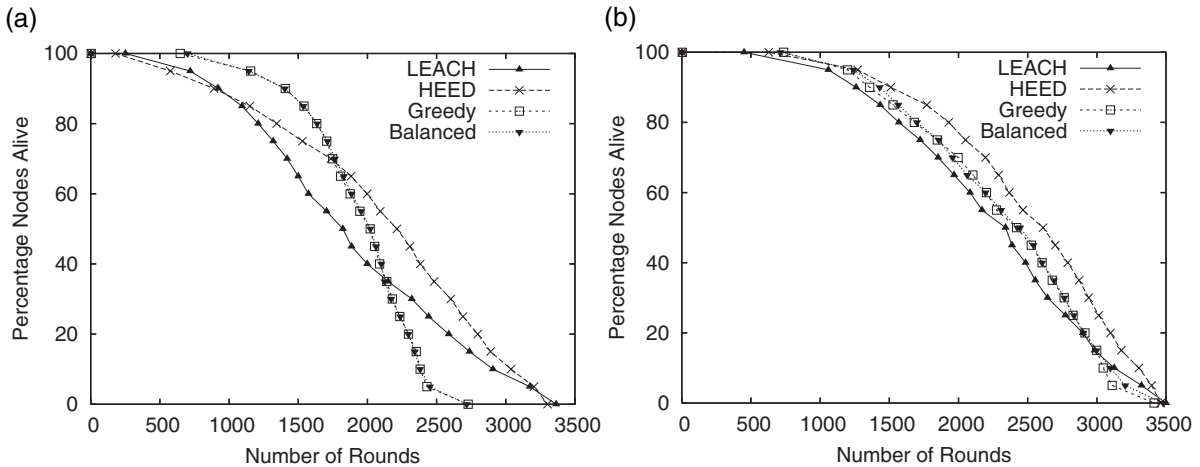 (a)
Percentage Nodes Alive
100
80
60
40
20
0
LEACH
HEED
Greedy
Balanced
0 500 1000 1500 2000 2500 3000 3500
Number of Rounds
(b)
Percentage Nodes Alive
100
80
60
40
20
0
LEACH
HEED
Greedy
Balanced
0 500 1000 1500 2000 2500 3000 3500
Number of Rounds